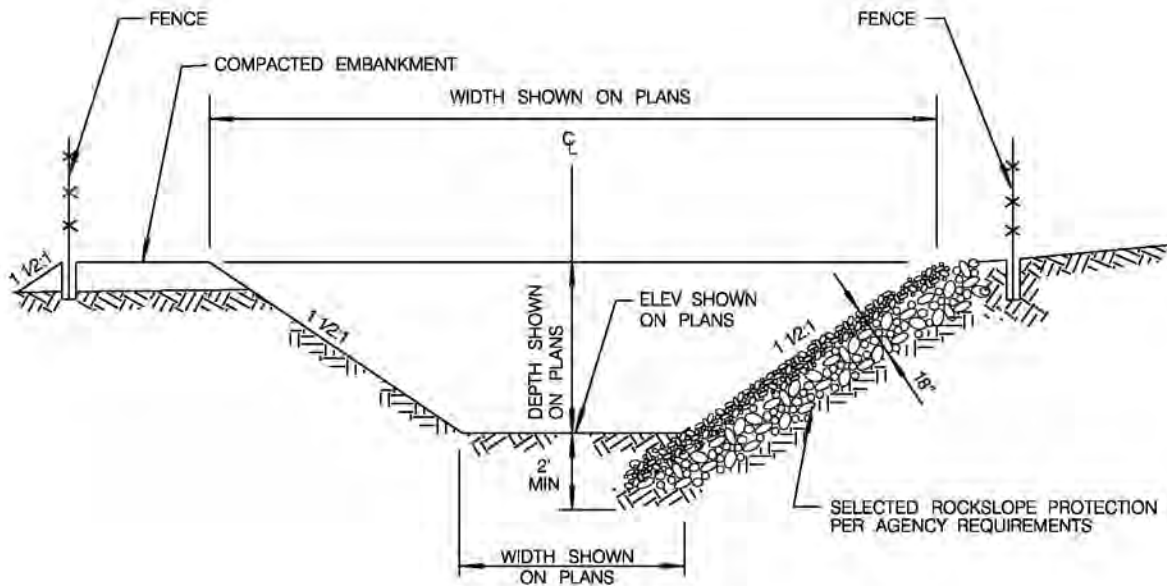 FENCE
FENCE
COMPACTED EMBANKMENT
WIDTH SHOWN ON PLANS
℄
1 1/2:1
1 1/2:1
DEPTH SHOWN
ON PLANS
ELEV SHOWN
ON PLANS
1 1/2:1
18"
2'
MIN
SELECTED ROCKSLOPE PROTECTION
PER AGENCY REQUIREMENTS
WIDTH SHOWN
ON PLANS